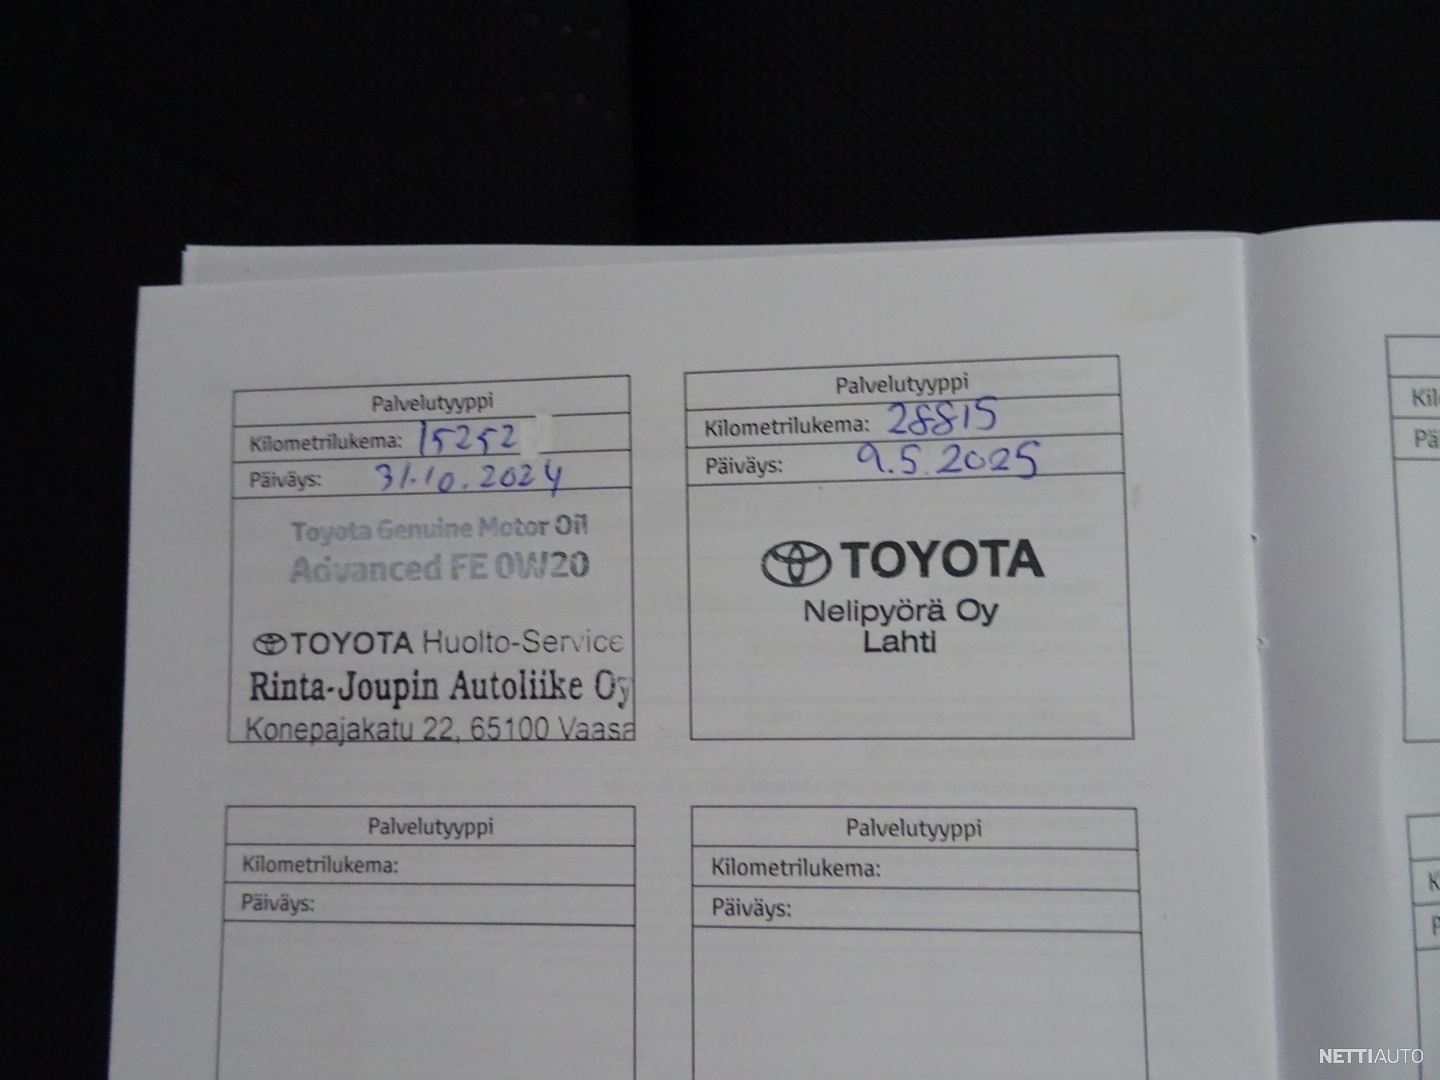 Palvelutyyppi
Kilometrilukema: 15252
Päiväys: 31.10.2024
Toyota Genuine Motor Oil
Advanced FE 0W20
TOYOTA Huolto-Service
Rinta-Joupin Autoliike Oy
Konepajakatu 22, 65100 Vaasa
Palvelutyyppi
Kilometrilukema: 28815
Päiväys: 9.5.2025
TOYOTA
Nelipyörä Oy
Lahti
Palvelutyyppi
Kilometrilukema:
Päiväys:
Palvelutyyppi
Kilometrilukema:
Päiväys:
Kil
Pä
K
P
NETTIAUTO